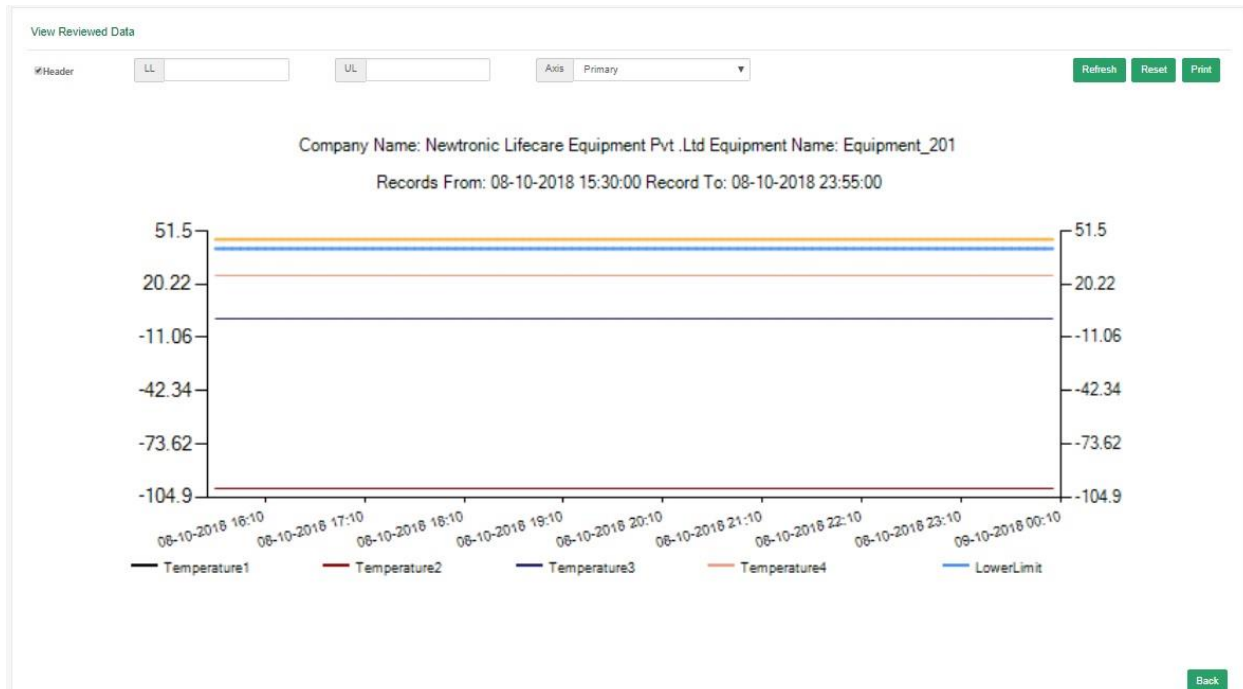 View Reviewed Data
Header LL UL Axis Primary Refresh Reset Print
Company Name: Newtronic Lifecare Equipment Pvt .Ltd Equipment Name: Equipment_201
Records From: 08-10-2018 15:30:00 Record To: 08-10-2018 23:55:00
51.5 51.5
20.22 20.22
-11.06 -11.06
-42.34 -42.34
-73.62 -73.62
-104.9 -104.9
08-10-2018 16:10 08-10-2018 17:10 08-10-2018 18:10 08-10-2018 19:10 08-10-2018 20:10 08-10-2018 21:10 08-10-2018 22:10 08-10-2018 23:10 09-10-2018 00:10
Temperature1 Temperature2 Temperature3 Temperature4 LowerLimit
Back